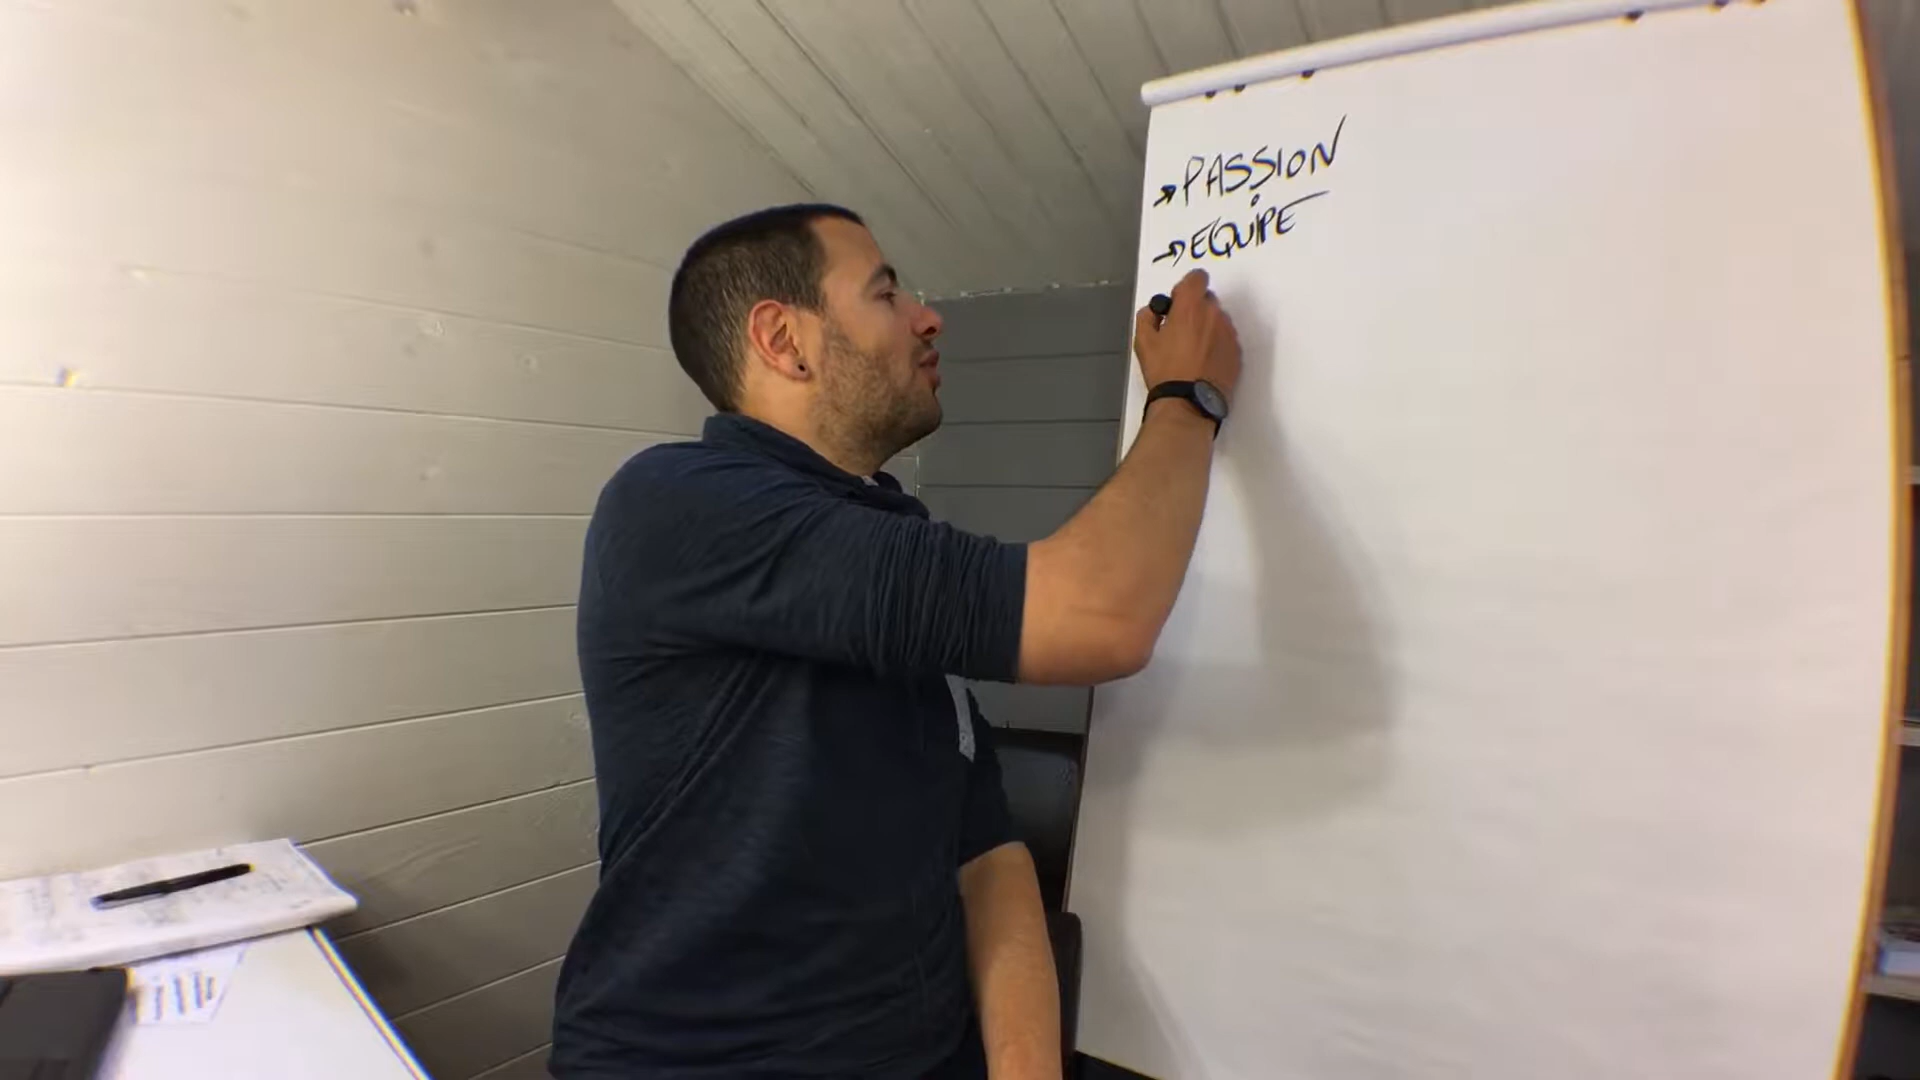 → PASSION
→ EQUiPE